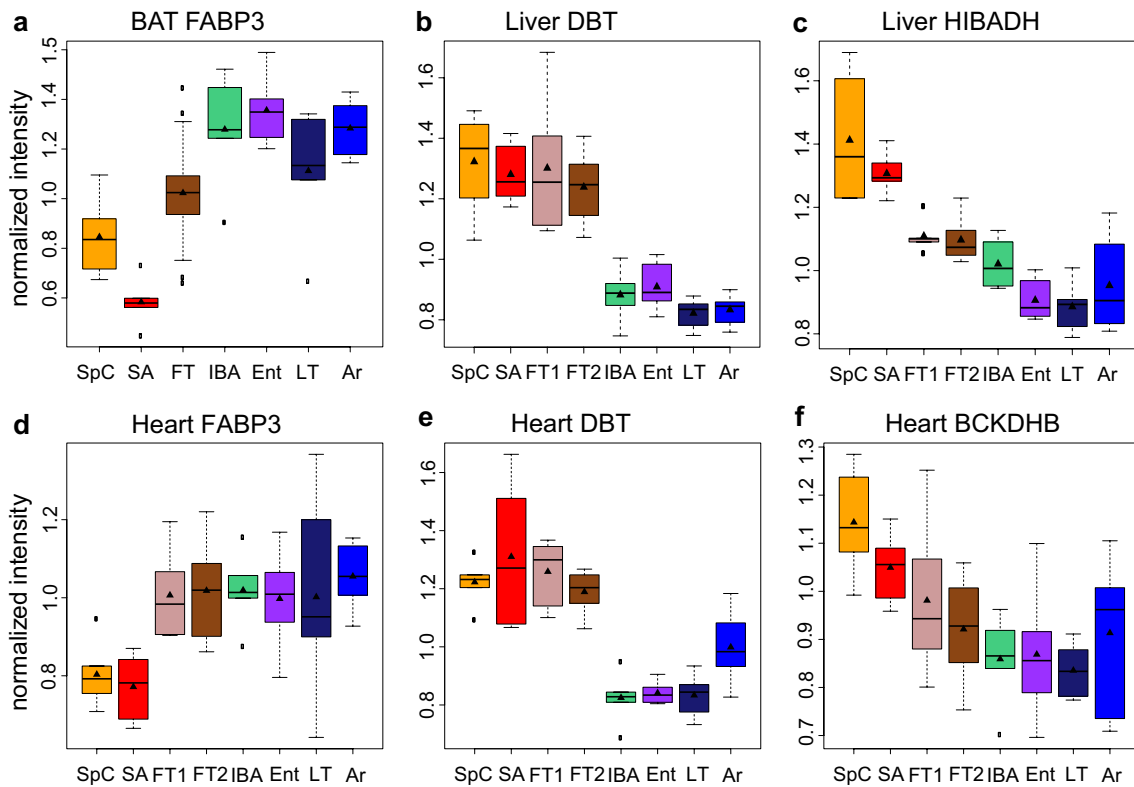 a BAT FABP3
b Liver DBT
c Liver HIBADH
normalized intensity
0.6 0.8 1.0 1.2 1.4 1.5
0.8 1.0 1.2 1.4 1.6
0.8 1.0 1.2 1.4 1.6
SpC SA FT IBA Ent LT Ar
SpC SA FT1 FT2 IBA Ent LT Ar
SpC SA FT1 FT2 IBA Ent LT Ar
d Heart FABP3
e Heart DBT
f Heart BCKDHB
normalized intensity
0.8 1.0 1.2
0.8 1.0 1.2 1.4 1.6
0.7 0.8 0.9 1.0 1.1 1.2 1.3
SpC SA FT1 FT2 IBA Ent LT Ar
SpC SA FT1 FT2 IBA Ent LT Ar
SpC SA FT1 FT2 IBA Ent LT Ar